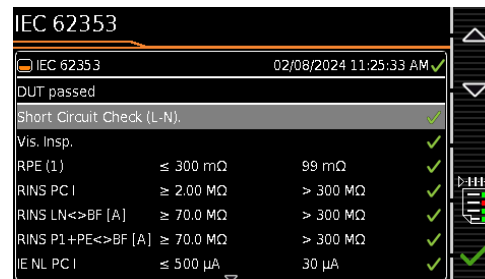 IEC 62353
IEC 62353 02/08/2024 11:25:33 AM
DUT passed
Short Circuit Check (L-N).
Vis. Insp.
RPE (1) ≤ 300 mΩ 99 mΩ
RINS PC I ≥ 2.00 MΩ > 300 MΩ
RINS LN<>BF [A] ≥ 70.0 MΩ > 300 MΩ
RINS P1+PE<>BF [A] ≥ 70.0 MΩ > 300 MΩ
IE NL PC I ≤ 500 µA 30 µA